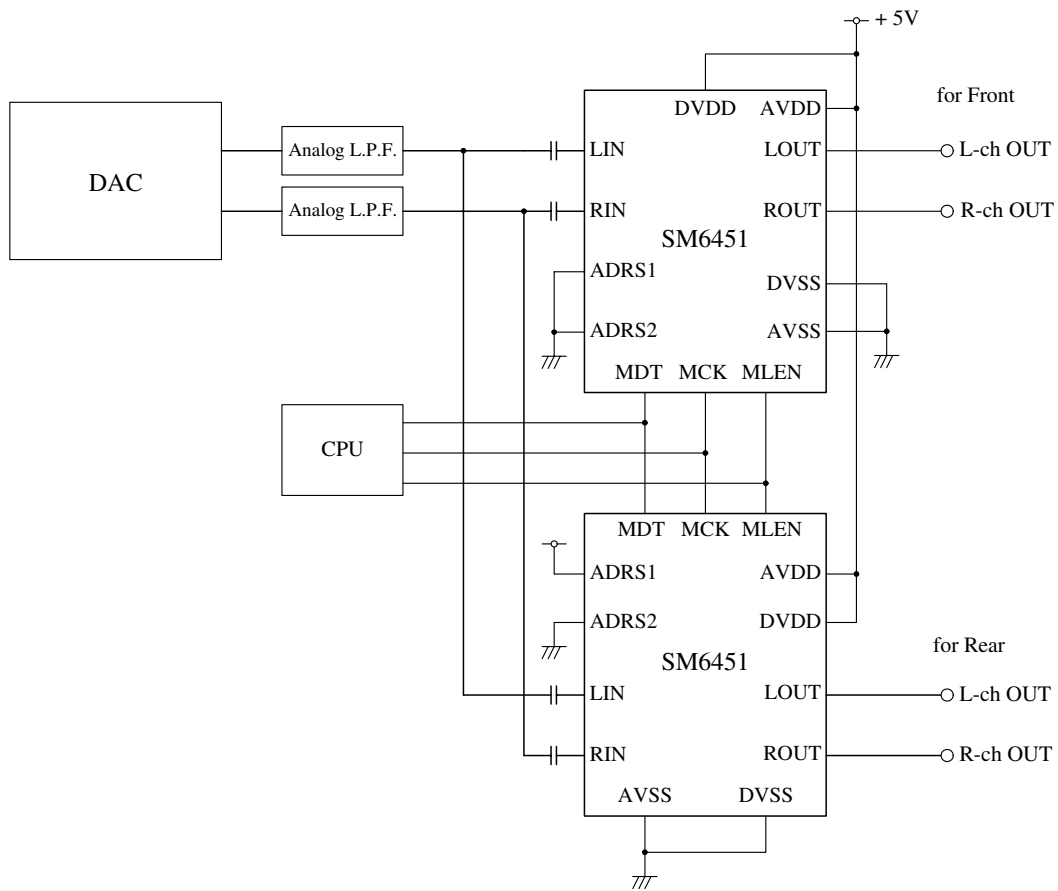 + 5V
DVDD AVDD
for Front
DAC
Analog L.P.F.
LIN
LOUT
L-ch OUT
Analog L.P.F.
RIN
ROUT
R-ch OUT
SM6451
ADRS1
DVSS
ADRS2
AVSS
MDT MCK MLEN
CPU
MDT MCK MLEN
ADRS1
AVDD
ADRS2
DVDD
for Rear
SM6451
LIN
LOUT
L-ch OUT
RIN
ROUT
R-ch OUT
AVSS DVSS